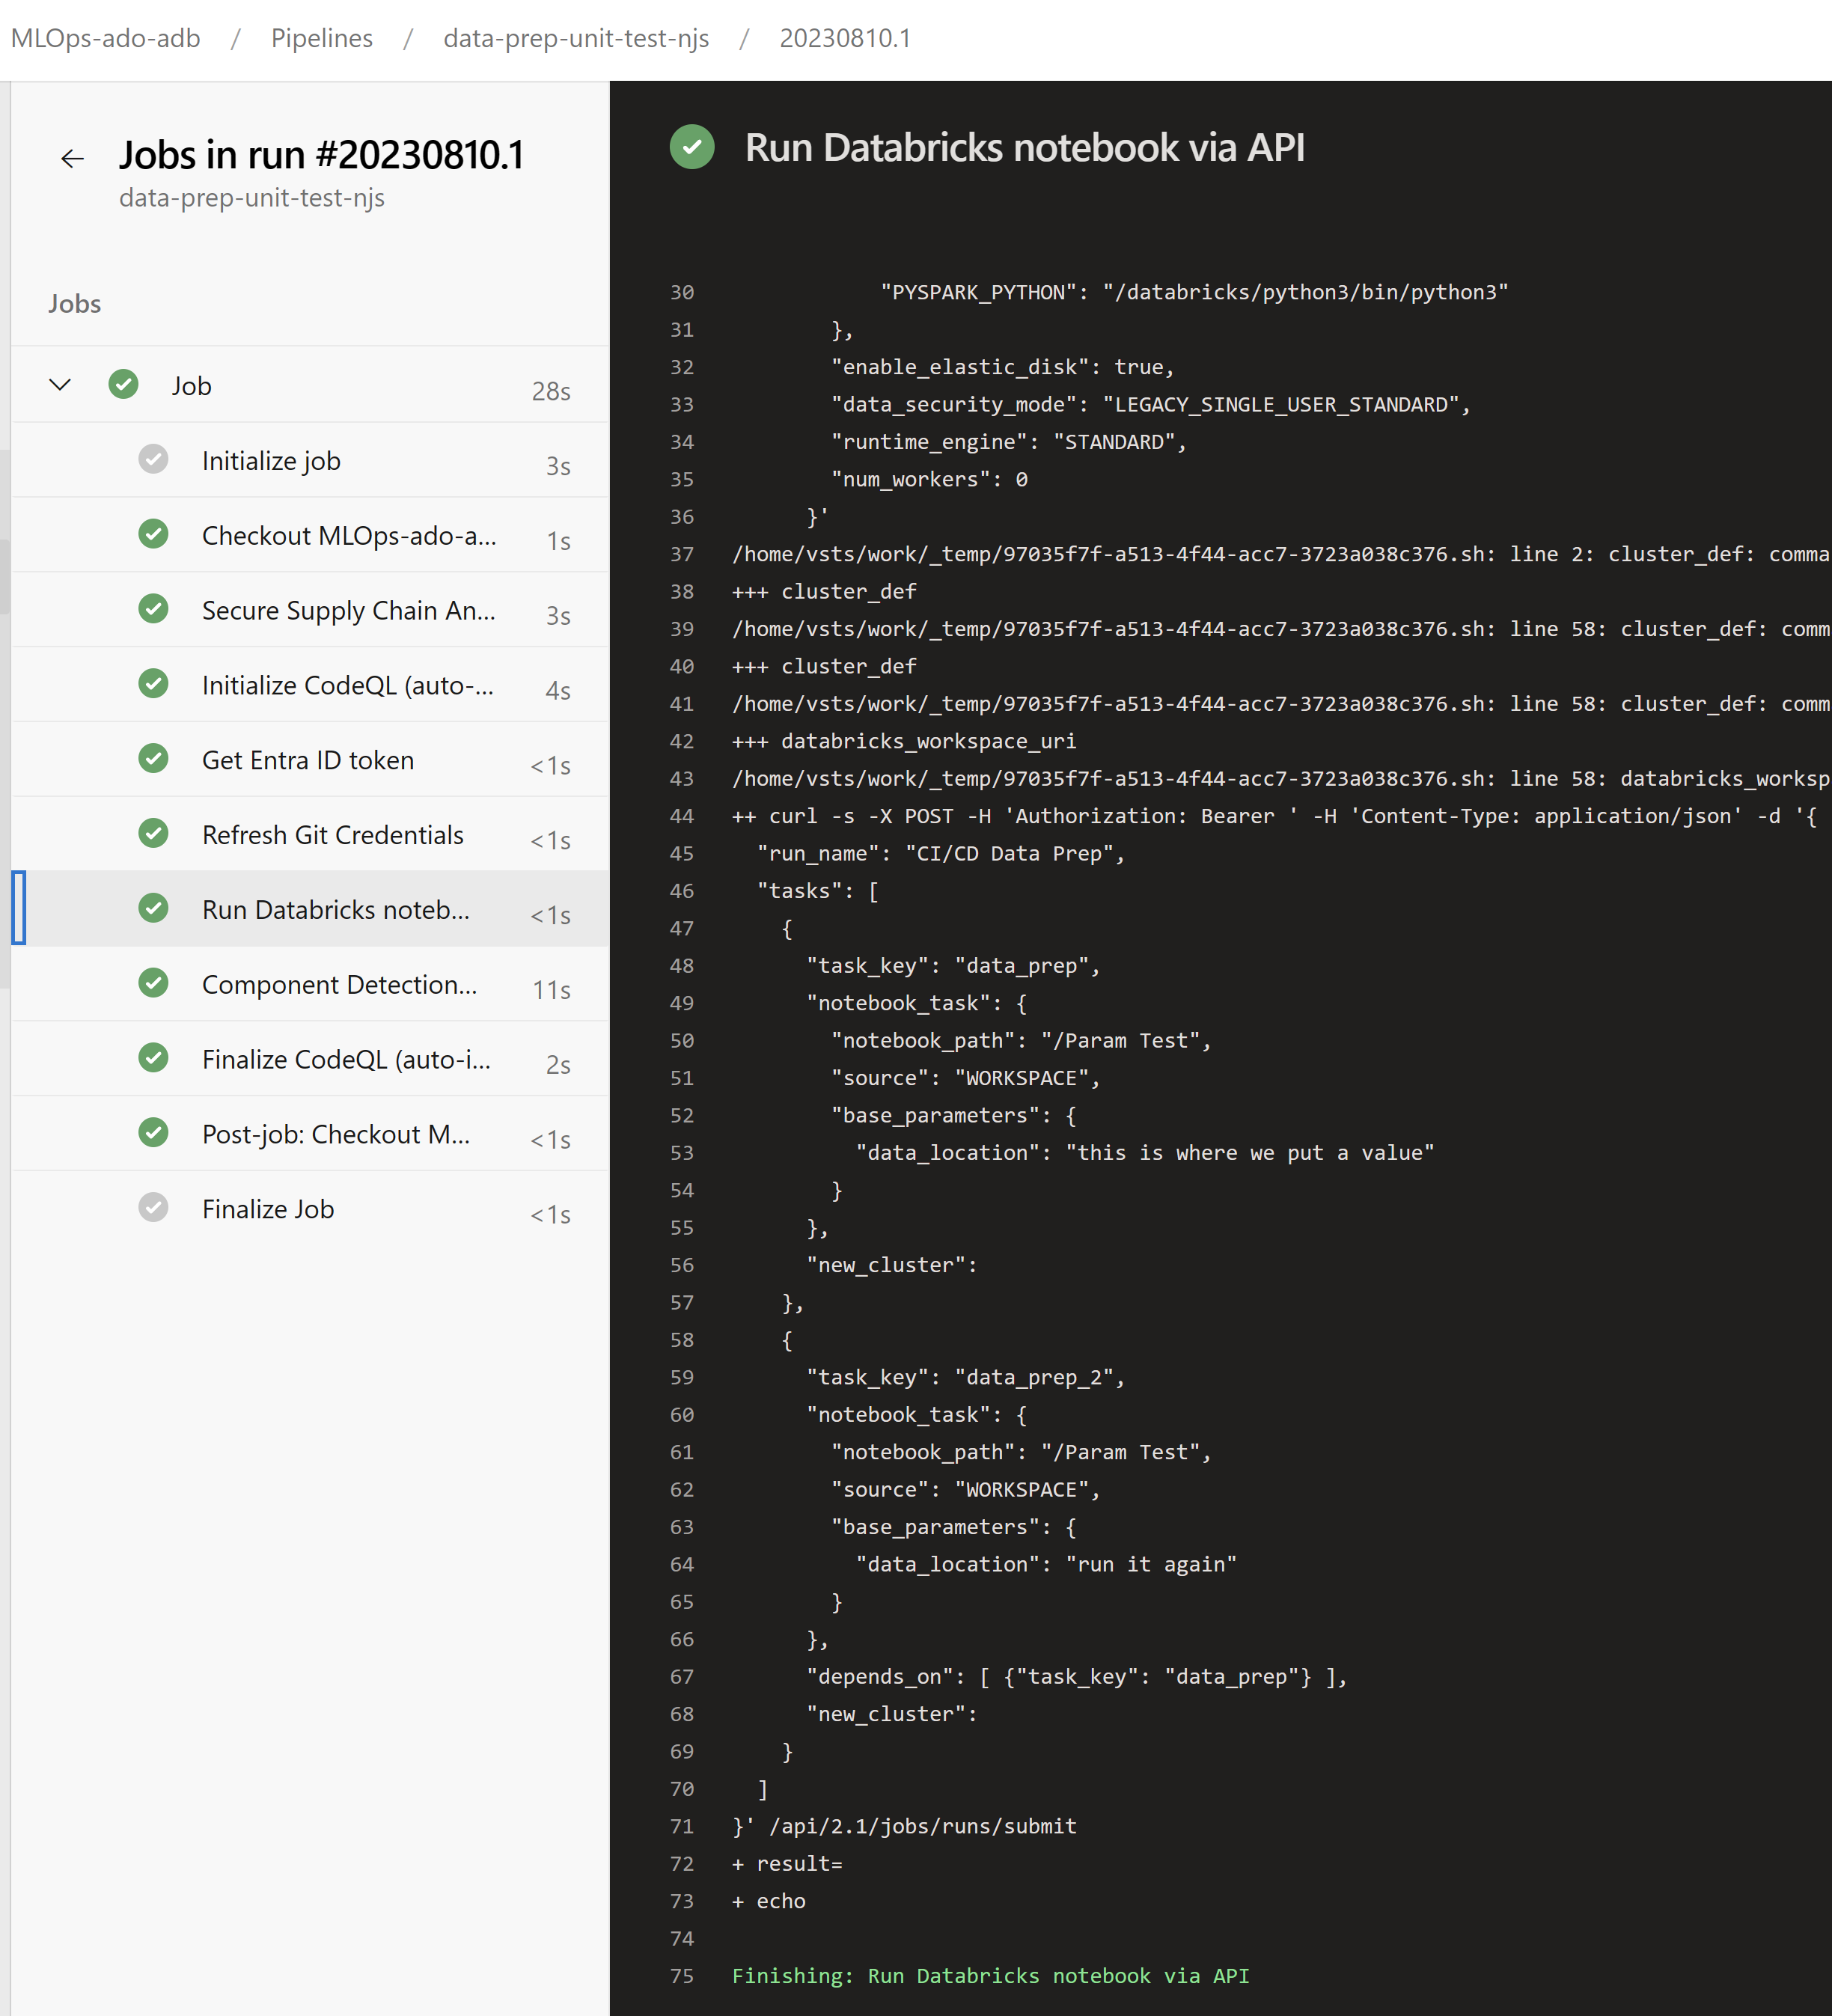 MLOps-ado-adb / Pipelines / data-prep-unit-test-njs / 20230810.1
Jobs in run #20230810.1
data-prep-unit-test-njs
Jobs
Job 28s
Initialize job 3s
Checkout MLOps-ado-a... 1s
Secure Supply Chain An... 3s
Initialize CodeQL (auto-... 4s
Get Entra ID token <1s
Refresh Git Credentials <1s
Run Databricks noteb... <1s
Component Detection... 11s
Finalize CodeQL (auto-i... 2s
Post-job: Checkout M... <1s
Finalize Job <1s
Run Databricks notebook via API
30 "PYSPARK_PYTHON": "/databricks/python3/bin/python3"
31 },
32 "enable_elastic_disk": true,
33 "data_security_mode": "LEGACY_SINGLE_USER_STANDARD",
34 "runtime_engine": "STANDARD",
35 "num_workers": 0
36 }'
37 /home/vsts/work/_temp/97035f7f-a513-4f44-acc7-3723a038c376.sh: line 2: cluster_def: comma
38 +++ cluster_def
39 /home/vsts/work/_temp/97035f7f-a513-4f44-acc7-3723a038c376.sh: line 58: cluster_def: comm
40 +++ cluster_def
41 /home/vsts/work/_temp/97035f7f-a513-4f44-acc7-3723a038c376.sh: line 58: cluster_def: comm
42 +++ databricks_workspace_uri
43 /home/vsts/work/_temp/97035f7f-a513-4f44-acc7-3723a038c376.sh: line 58: databricks_worksp
44 ++ curl -s -X POST -H 'Authorization: Bearer ' -H 'Content-Type: application/json' -d '{
45 "run_name": "CI/CD Data Prep",
46 "tasks": [
47 {
48 "task_key": "data_prep",
49 "notebook_task": {
50 "notebook_path": "/Param Test",
51 "source": "WORKSPACE",
52 "base_parameters": {
53 "data_location": "this is where we put a value"
54 }
55 },
56 "new_cluster":
57 },
58 {
59 "task_key": "data_prep_2",
60 "notebook_task": {
61 "notebook_path": "/Param Test",
62 "source": "WORKSPACE",
63 "base_parameters": {
64 "data_location": "run it again"
65 }
66 },
67 "depends_on": [ {"task_key": "data_prep"} ],
68 "new_cluster":
69 }
70 ]
71 }' /api/2.1/jobs/runs/submit
72 + result=
73 + echo
74
75 Finishing: Run Databricks notebook via API